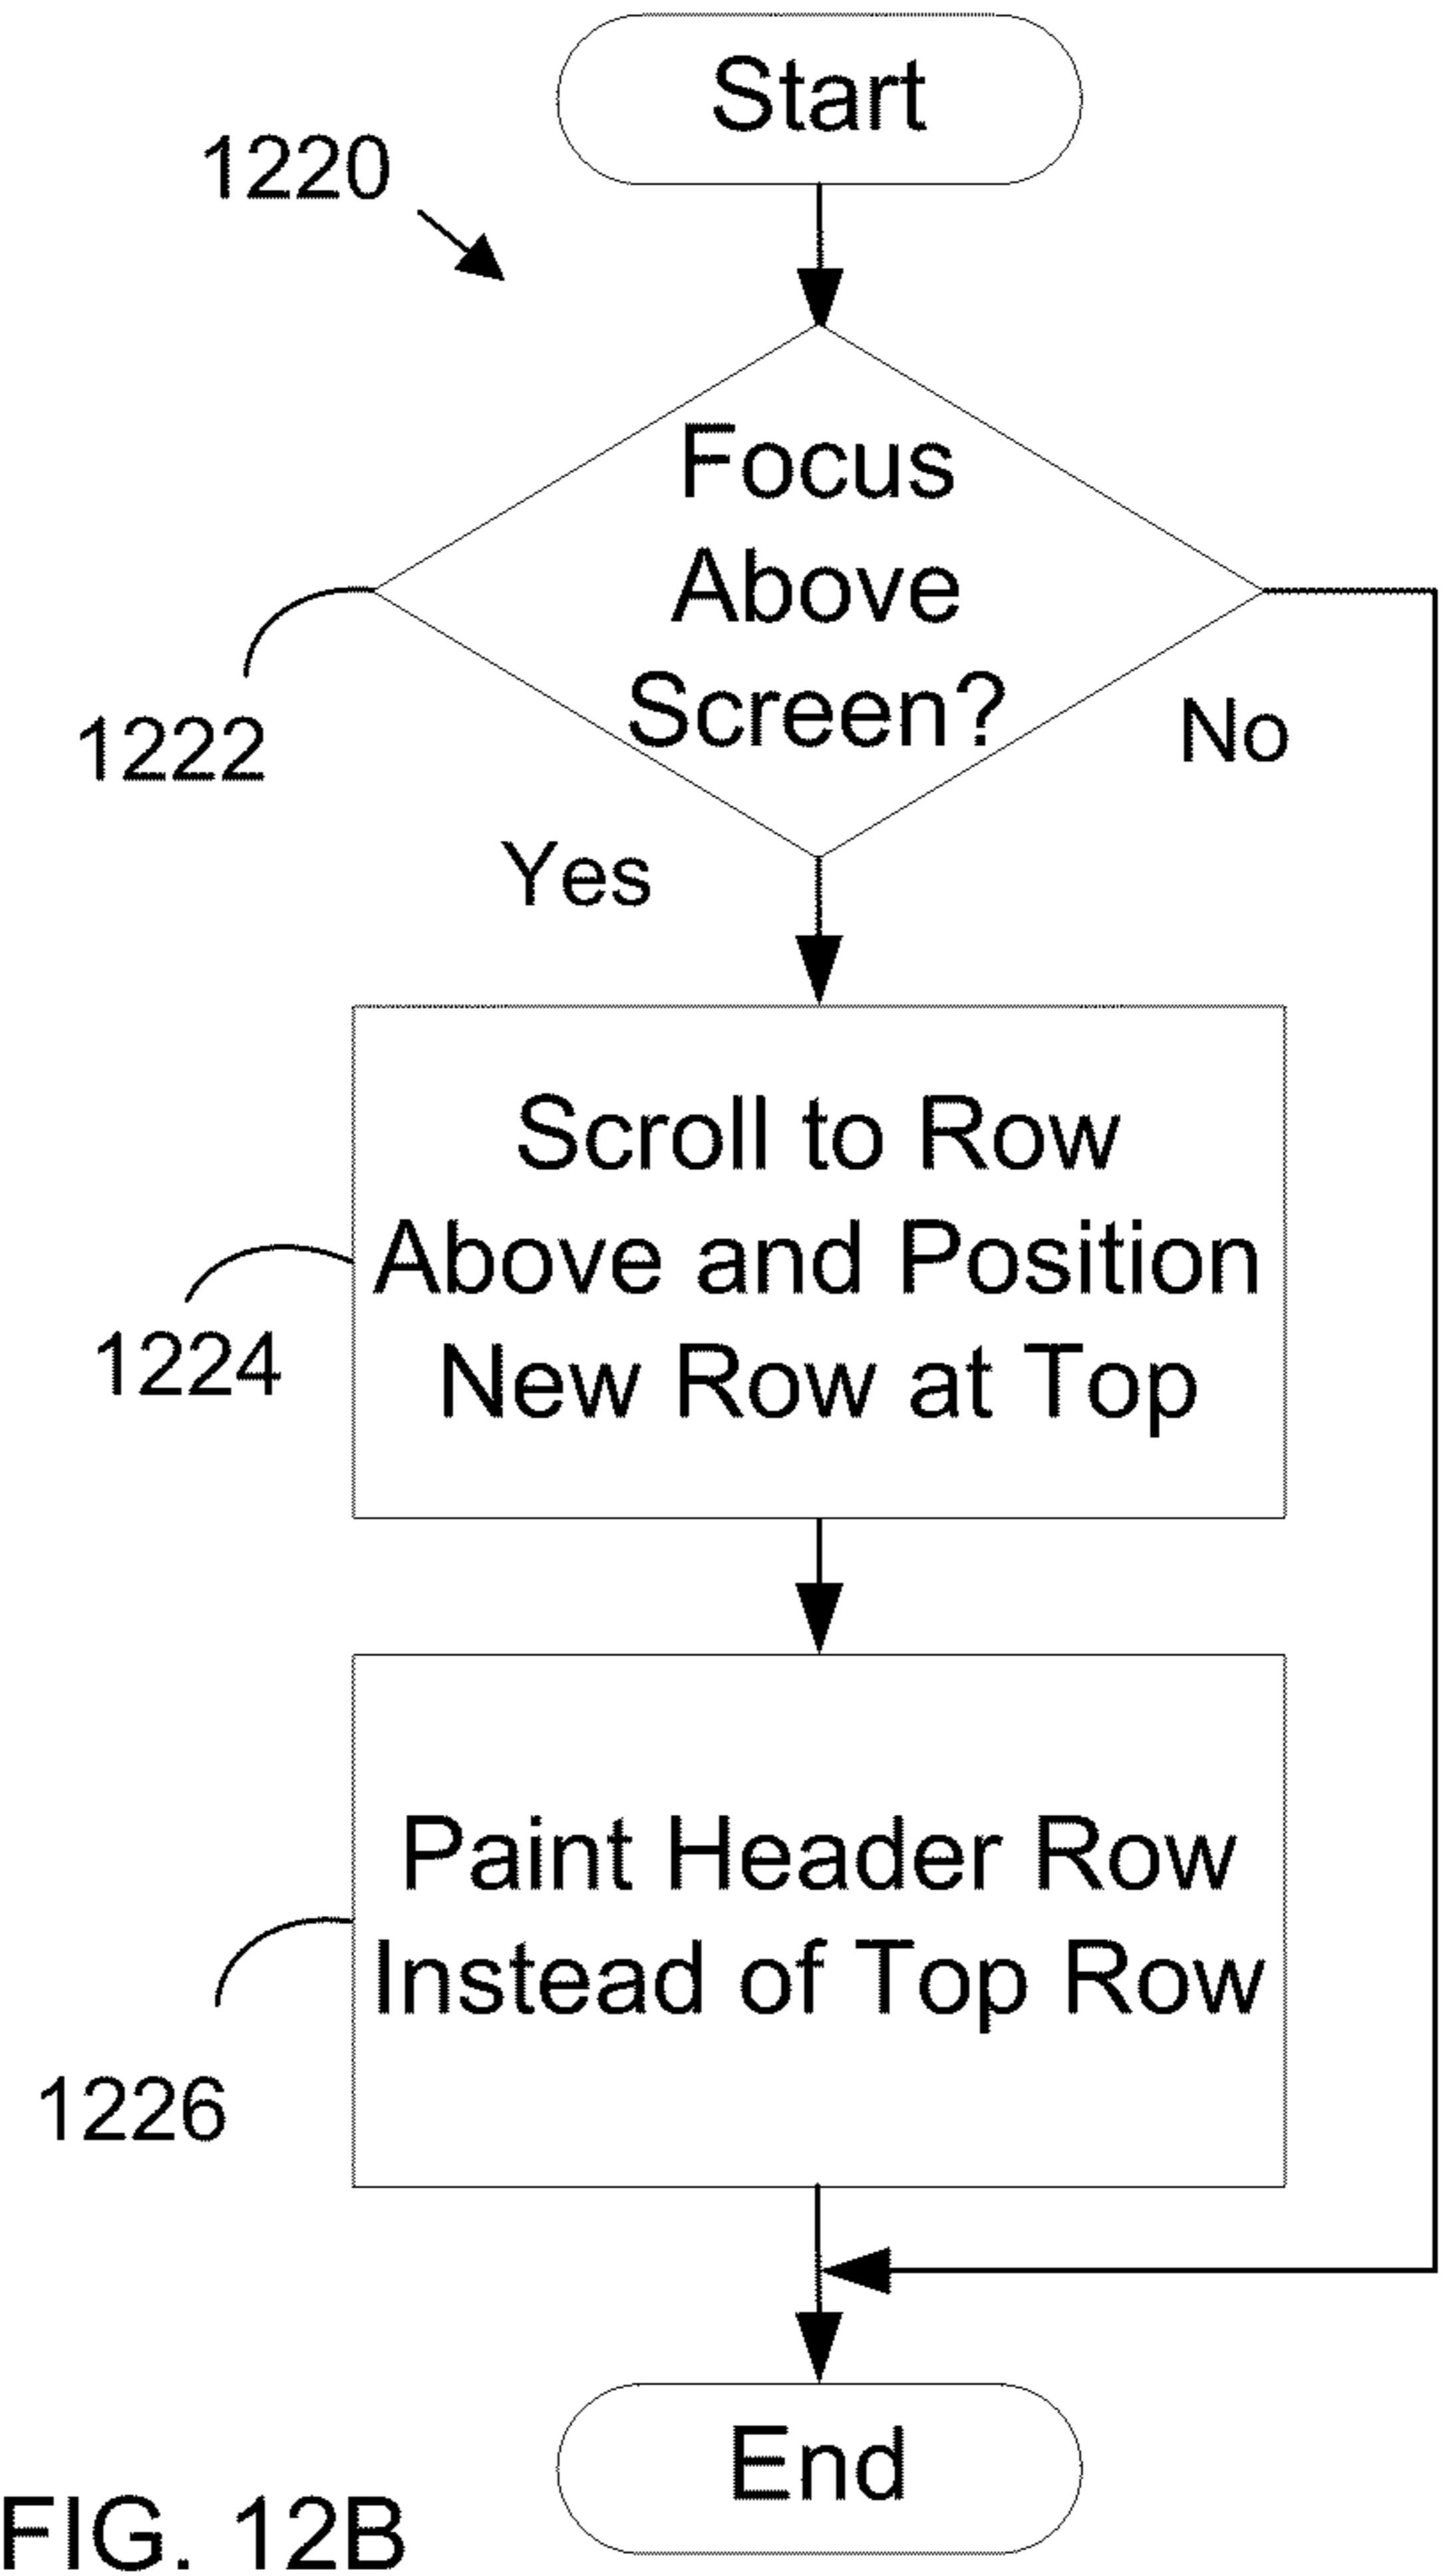 Start
1220
Focus
Above
Screen?
1222
No
Yes
Scroll to Row
Above and Position
New Row at Top
1224
Paint Header Row
Instead of Top Row
1226
End
FIG. 12B